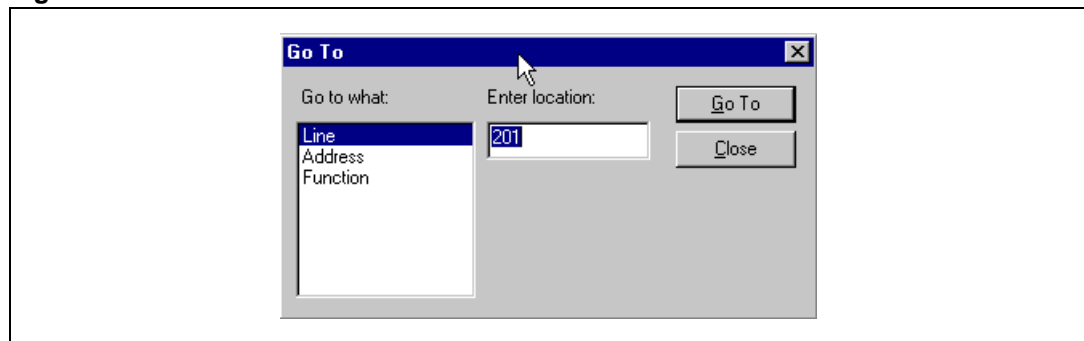 Go To
Go to what:
Enter location:
Go To
Line
201
Address
Close
Function